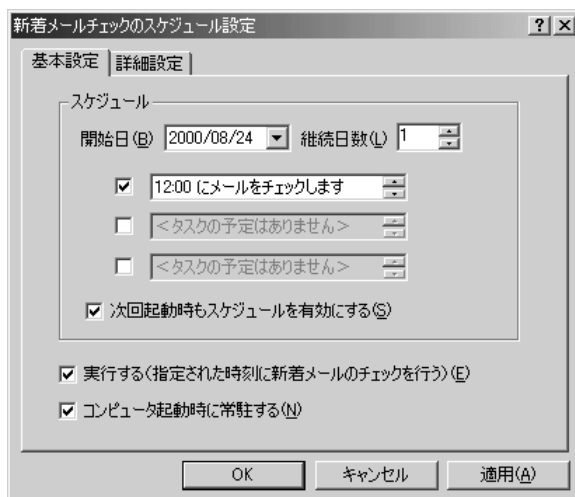 新着メールチェックのスケジュール設定
基本設定 詳細設定
スケジュール
開始日(B) 2000/08/24 継続日数(L) 1
12:00 にメールをチェックします
<タスクの予定はありません>
<タスクの予定はありません>
次回起動時もスケジュールを有効にする(S)
実行する(指定された時刻に新着メールのチェックを行う)(E)
コンピュータ起動時に常駐する(N)
OK キャンセル 適用(A)